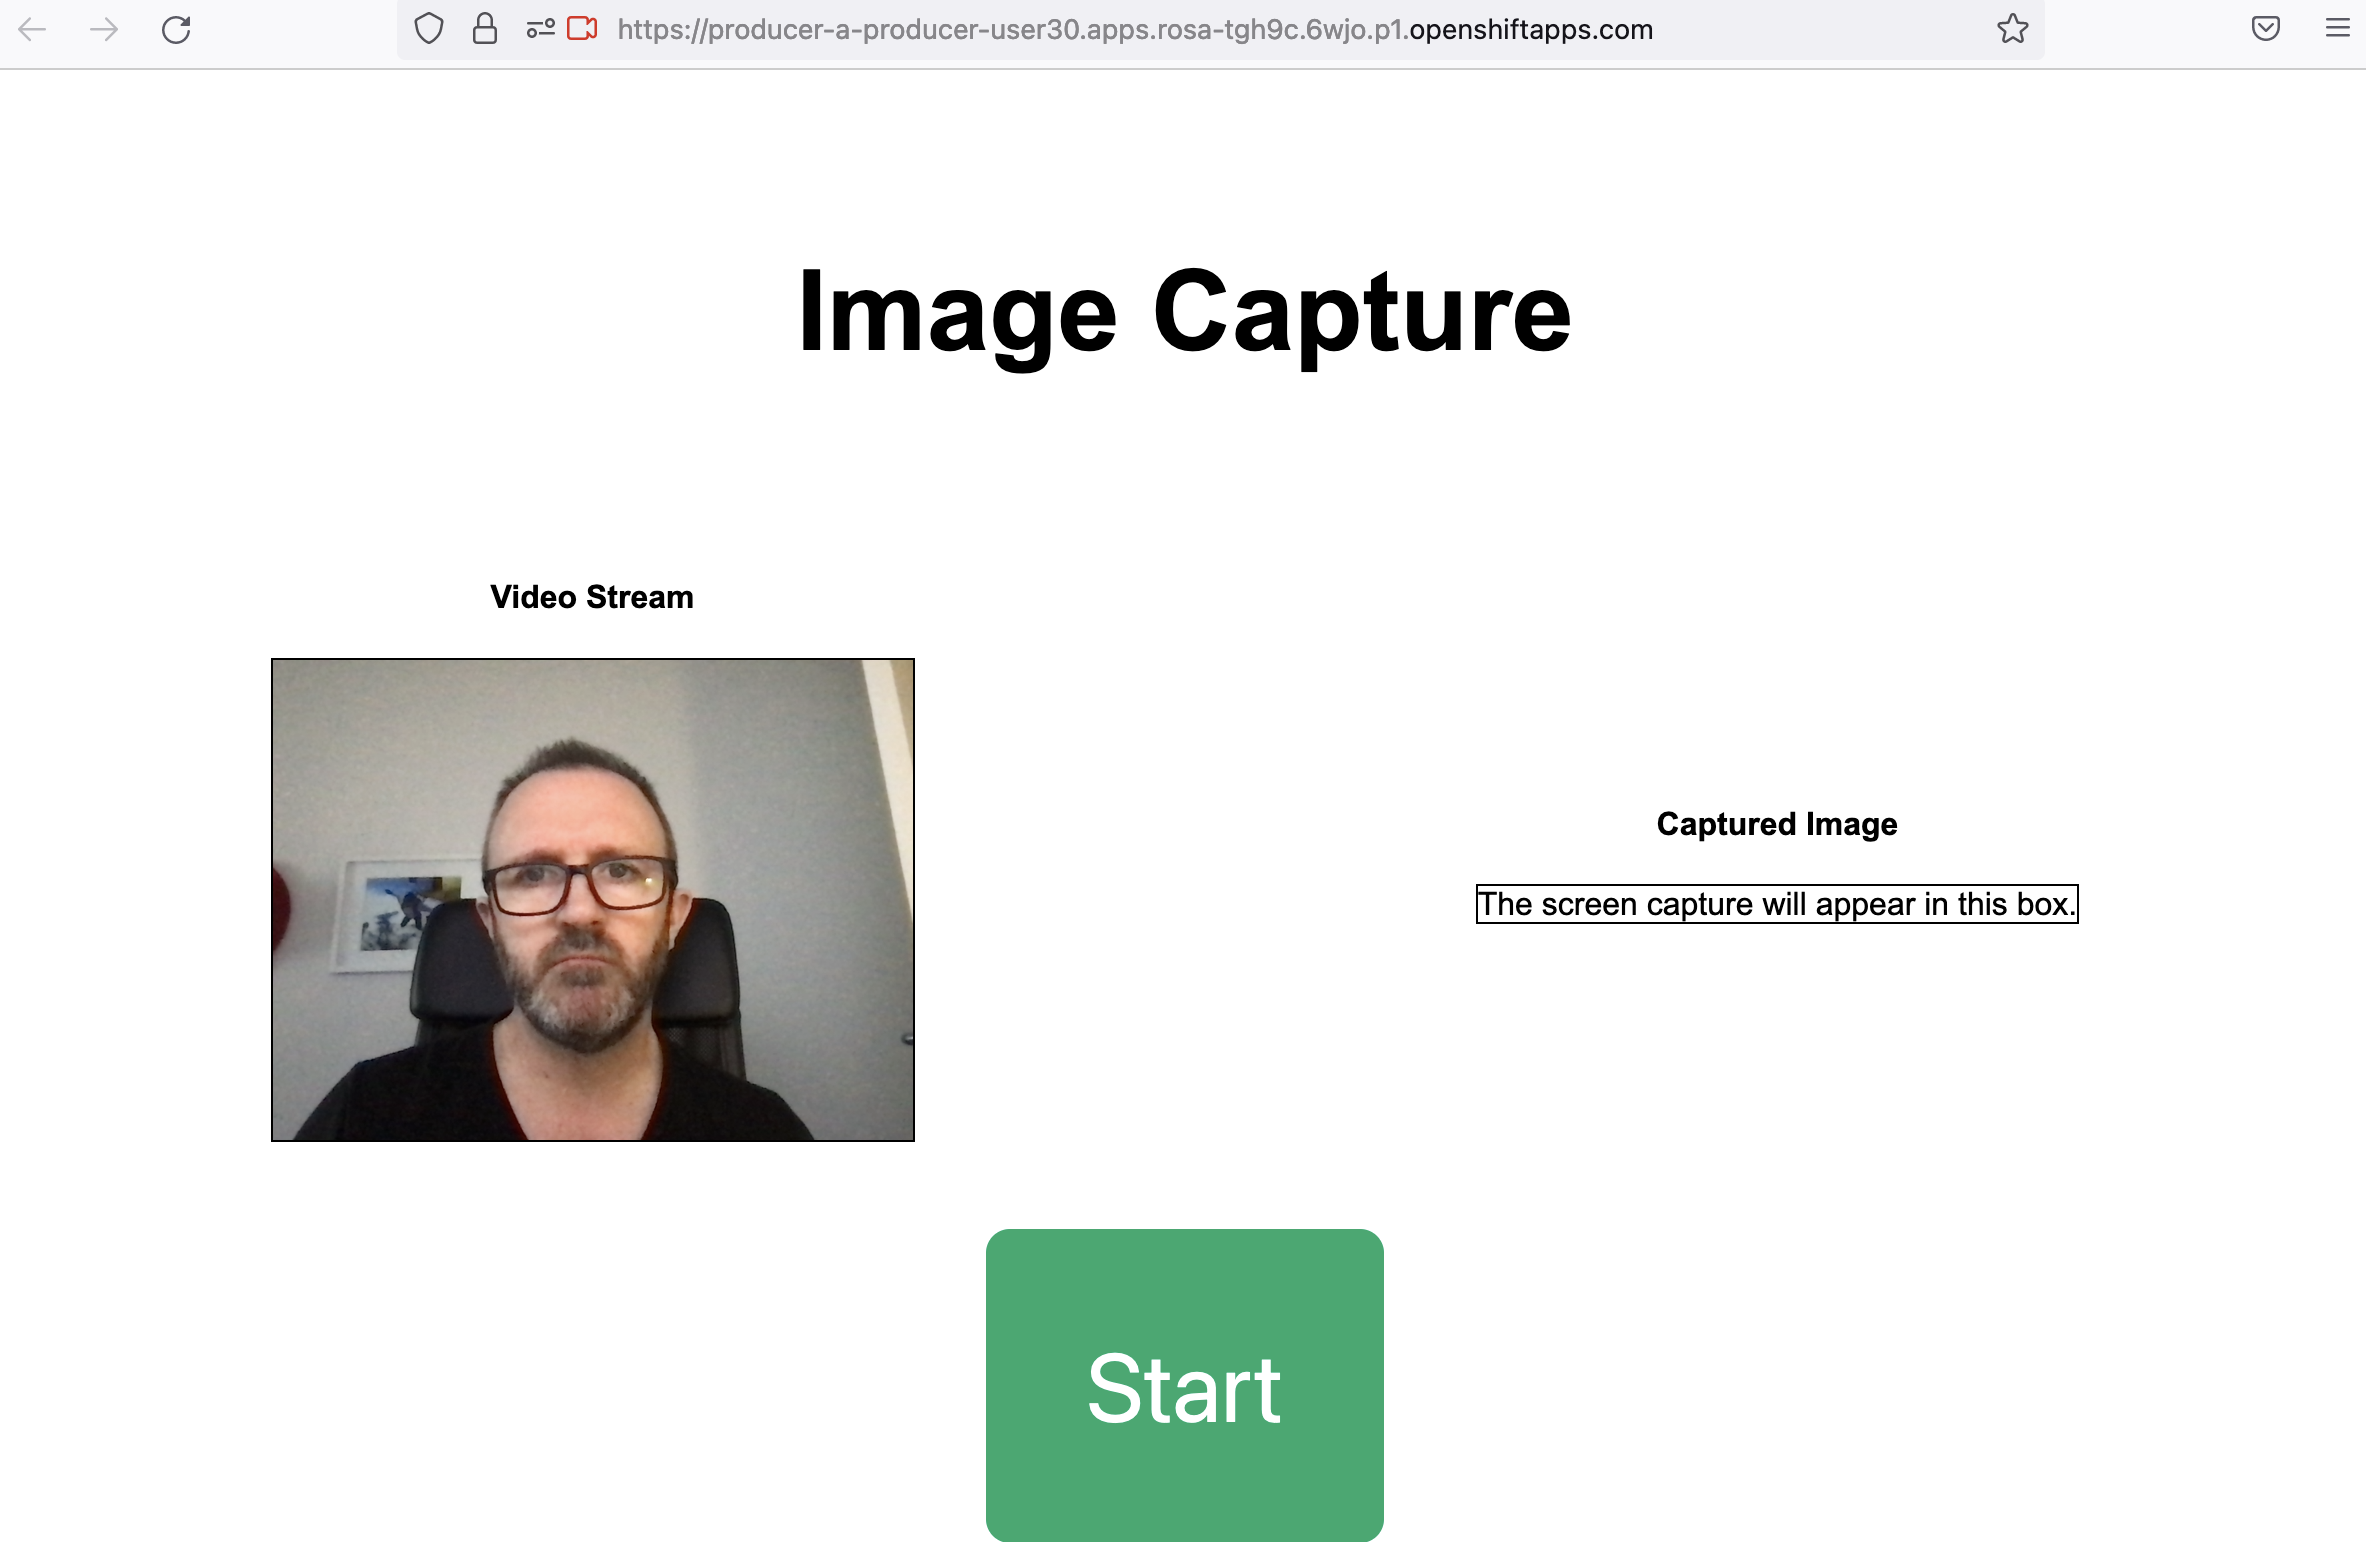 https://producer-a-producer-user30.apps.rosa-tgh9c.6wjo.p1.openshiftapps.com
Image Capture
Video Stream
Captured Image
The screen capture will appear in this box.
Start